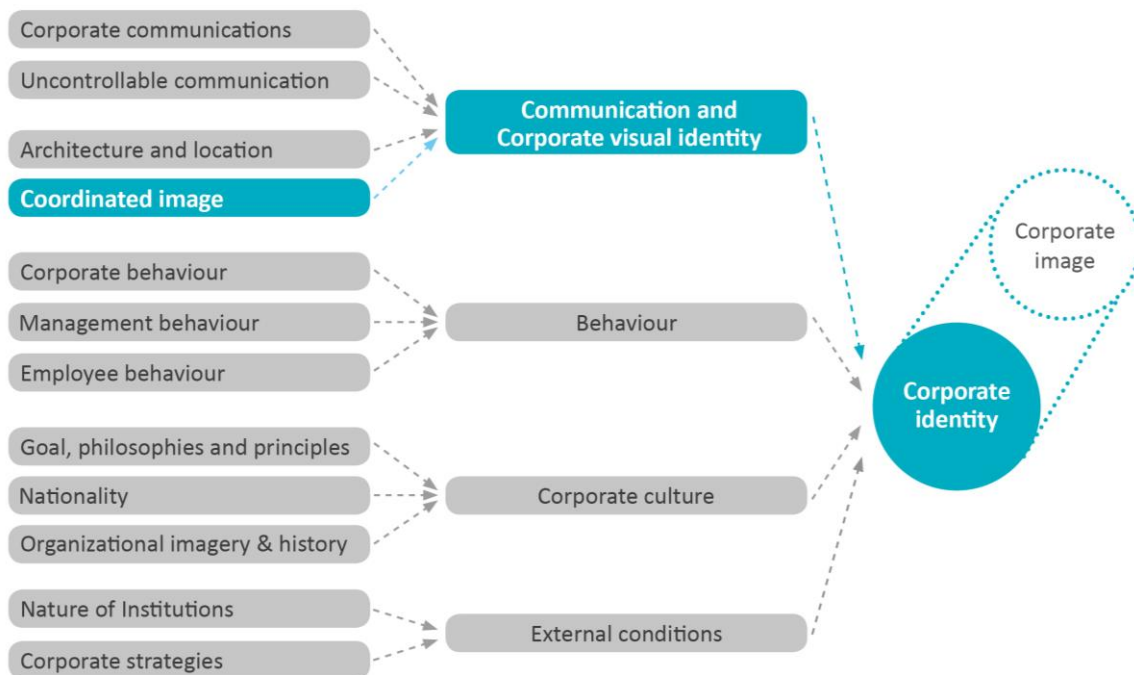 Corporate communications
Uncontrollable communication
Architecture and location
Coordinated image
Corporate behaviour
Management behaviour
Employee behaviour
Goal, philosophies and principles
Nationality
Organizational imagery & history
Nature of Institutions
Corporate strategies
Communication and
Corporate visual identity
Behaviour
Corporate culture
External conditions
Corporate
identity
Corporate
image